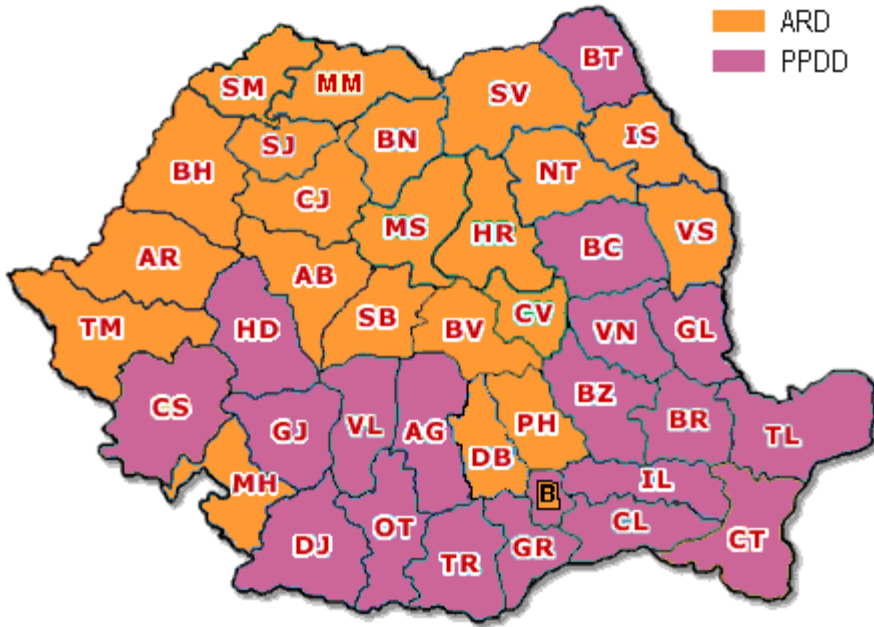 ARD
PPDD
BT
SM
MM
SV
IS
SJ
BN
BH
NT
CJ
MS
HR
VS
BC
AR
AB
TM
HD
SB
BV
CV
VN
GL
CS
BZ
GJ
VL
AG
PH
BR
TL
DB
MH
IL
B
OT
CL
DJ
TR
GR
CT